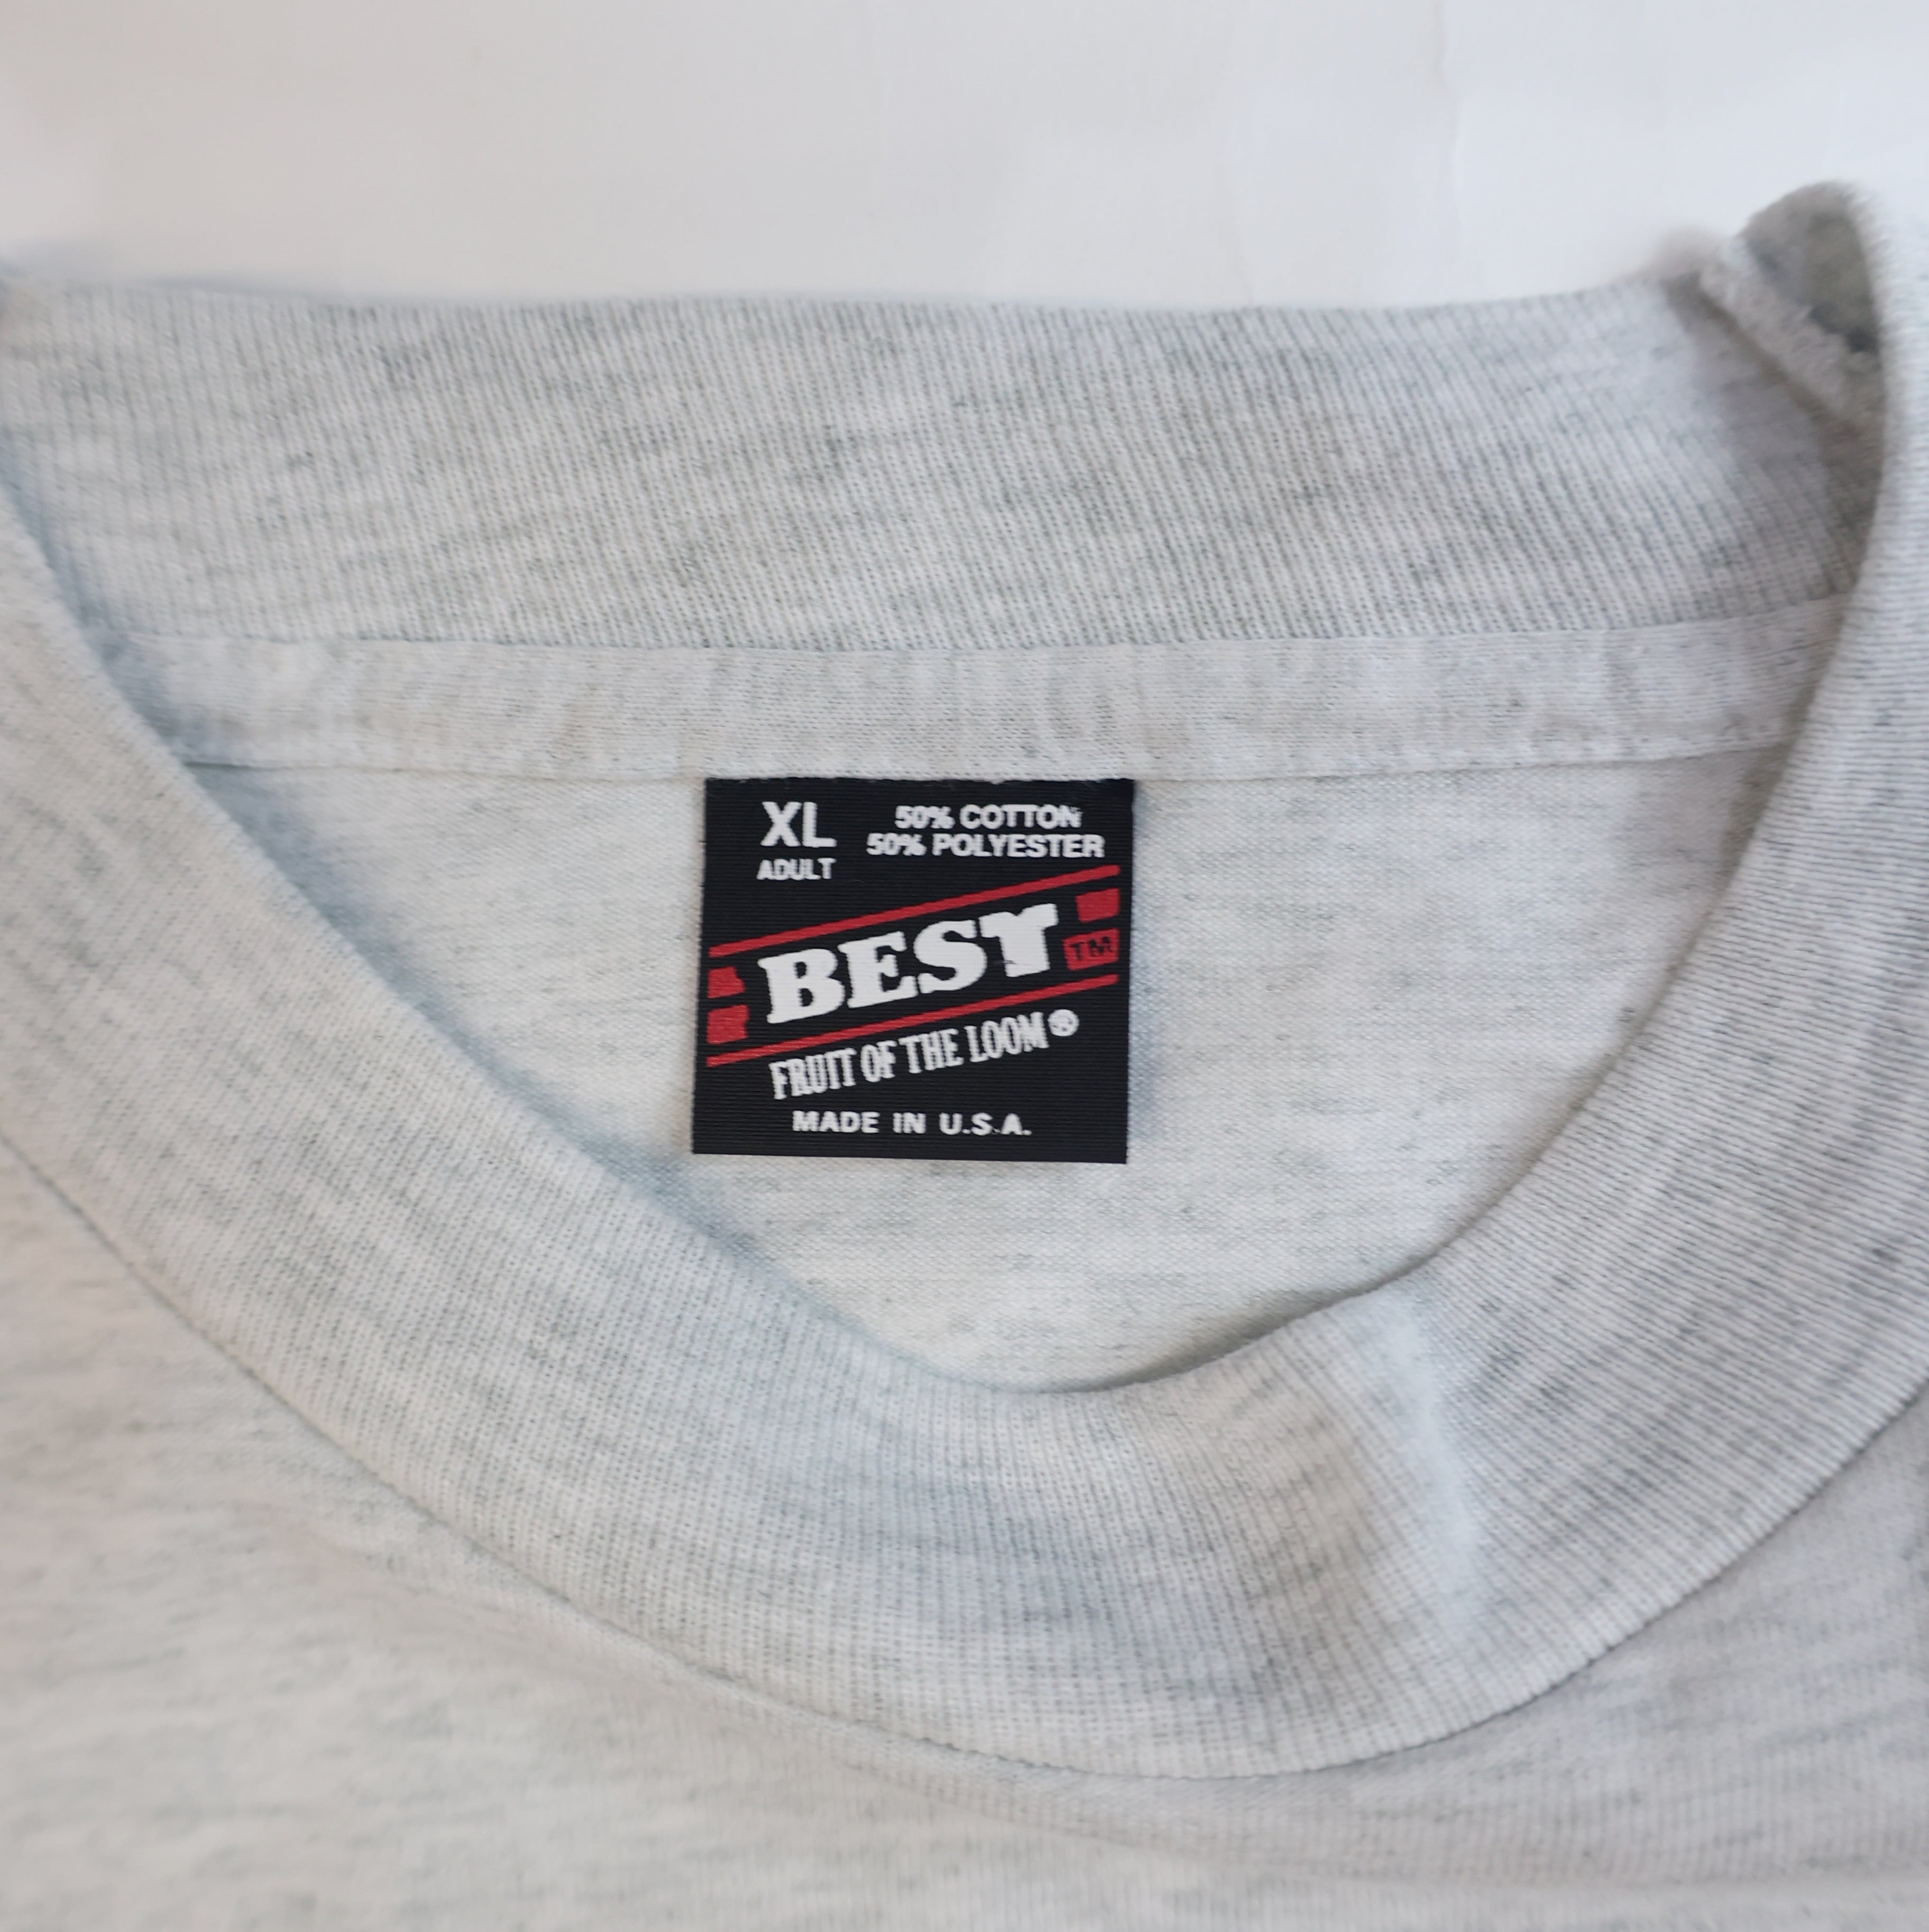 XL
ADULT
50% COTTON
50% POLYESTER
BEST
TM
FRUIT OF THE LOOM®
MADE IN U.S.A.